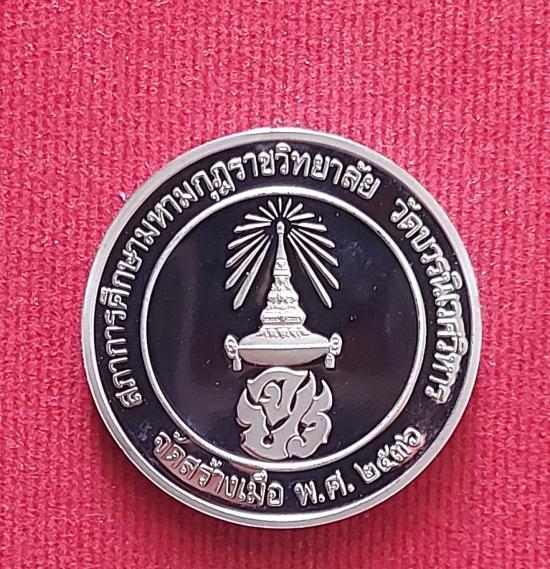 สภาการศึกษามหามกุฏราชวิทยาลัย วัดบวรนิเวศวิหาร
จัดสร้างเมื่อ พ.ศ. ๒๕๓๖